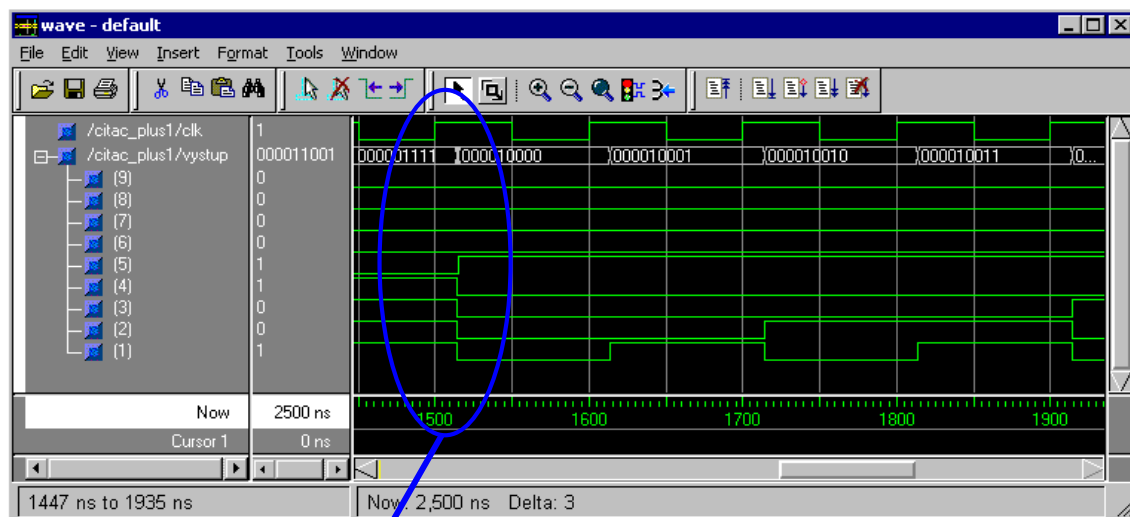 wave - default
File Edit View Insert Format Tools Window
/citac_plus1/clk 1
/citac_plus1/vystup 000011001 000001111 000010000 000010001 000010010 000010011 0...
(9) 0
(8) 0
(7) 0
(6) 0
(5) 1
(4) 1
(3) 0
(2) 0
(1) 1
Now 2500 ns 1500 1600 1700 1800 1900
Cursor 1 0 ns
1447 ns to 1935 ns Now: 2,500 ns Delta: 3